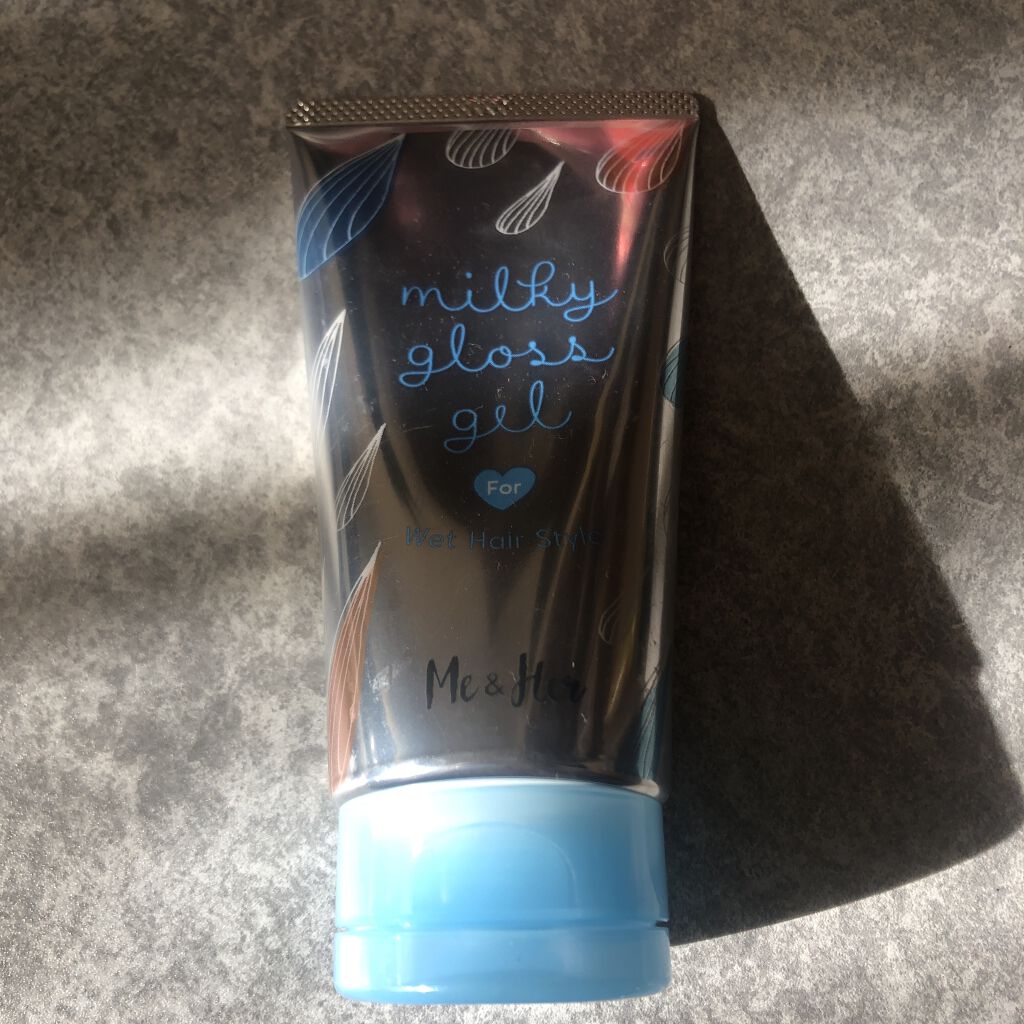 milky
gloss
gel
For
Wet Hair Style
Me & Her